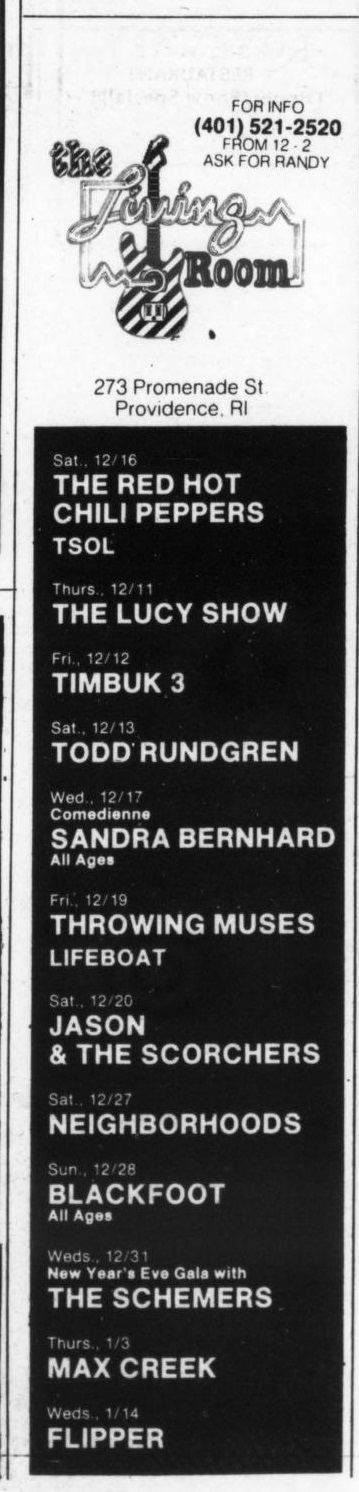 FOR INFO
(401) 521-2520
FROM 12 - 2
ASK FOR RANDY
the
Living
Room
273 Promenade St.
Providence, RI
Sat., 12/16
THE RED HOT
CHILI PEPPERS
TSOL
Thurs., 12/11
THE LUCY SHOW
Fri., 12/12
TIMBUK 3
Sat., 12/13
TODD RUNDGREN
Wed., 12/17
Comedienne
SANDRA BERNHARD
All Ages
Fri., 12/19
THROWING MUSES
LIFEBOAT
Sat., 12/20
JASON
& THE SCORCHERS
Sat., 12/27
NEIGHBORHOODS
Sun., 12/28
BLACKFOOT
All Ages
Weds., 12/31
New Year's Eve Gala with
THE SCHEMERS
Thurs., 1/3
MAX CREEK
Weds., 1/14
FLIPPER